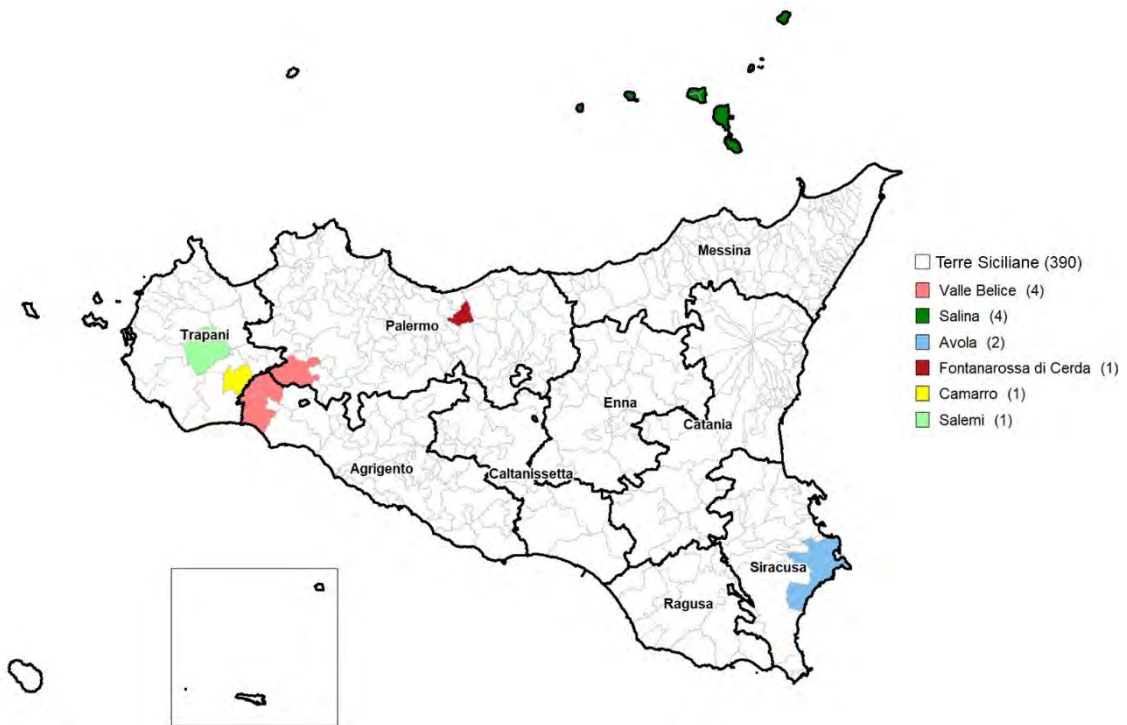 Messina
Trapani
Palermo
Enna
Catania
Agrigento
Caltanissetta
Siracusa
Ragusa
Terre Siciliane (390)
Valle Belice (4)
Salina (4)
Avola (2)
Fontanarossa di Cerda (1)
Camarro (1)
Salemi (1)